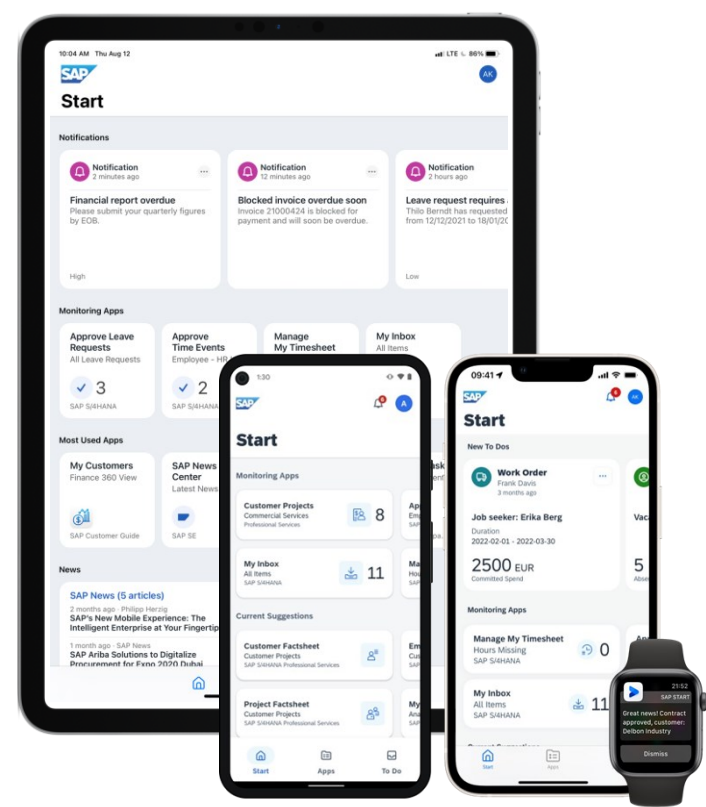 10:04 AM Thu Aug 12
LTE 86%
SAP
AK
Start
Notifications
Notification
2 minutes ago
Financial report overdue
Please submit your quarterly figures
by EOB.
High
Notification
12 minutes ago
Blocked invoice overdue soon
Invoice 21000424 is blocked for
payment and will soon be overdue.
Notification
2 hours ago
Leave request requires
Thilo Berndt has requested
from 12/12/2021 to 18/01/20
Low
Monitoring Apps
Approve Leave
Requests
All Leave Requests
3
SAP S/4HANA
Approve
Time Events
Employee - HR
2
SAP S/4HANA
Manage
My Timesheet
My Inbox
All Items
Most Used Apps
My Customers
Finance 360 View
SAP Customer Guide
SAP News
Center
Latest News
SAP SE
News
SAP News (5 articles)
2 months ago · Philipp Herzig
SAP's New Mobile Experience: The
Intelligent Enterprise at Your Fingertip
1 month ago · SAP News
SAP Ariba Solutions to Digitalize
Procurement for Expo 2020 Dubai
1:30
SAP
A
Start
Monitoring Apps
Customer Projects
Commercial Services
Professional Services
8
My Inbox
All Items
SAP S/4HANA
11
Current Suggestions
Customer Factsheet
Customer Projects
SAP S/4HANA Professional Services
Project Factsheet
Customer Projects
SAP S/4HANA Professional Services
Start
Apps
To Do
09:41
SAP
AK
Start
New To Dos
Work Order
Frank Davis
3 months ago
Job seeker: Erika Berg
Duration
2022-02-01 - 2022-03-30
2500 EUR
Committed Spend
Vac
5
Monitoring Apps
Manage My Timesheet
Hours Missing
SAP S/4HANA
0
My Inbox
All Items
SAP S/4HANA
11
Start
Apps
21:52
SAP START
Great news! Contract
approved, customer:
Delbon Industry
Dismiss